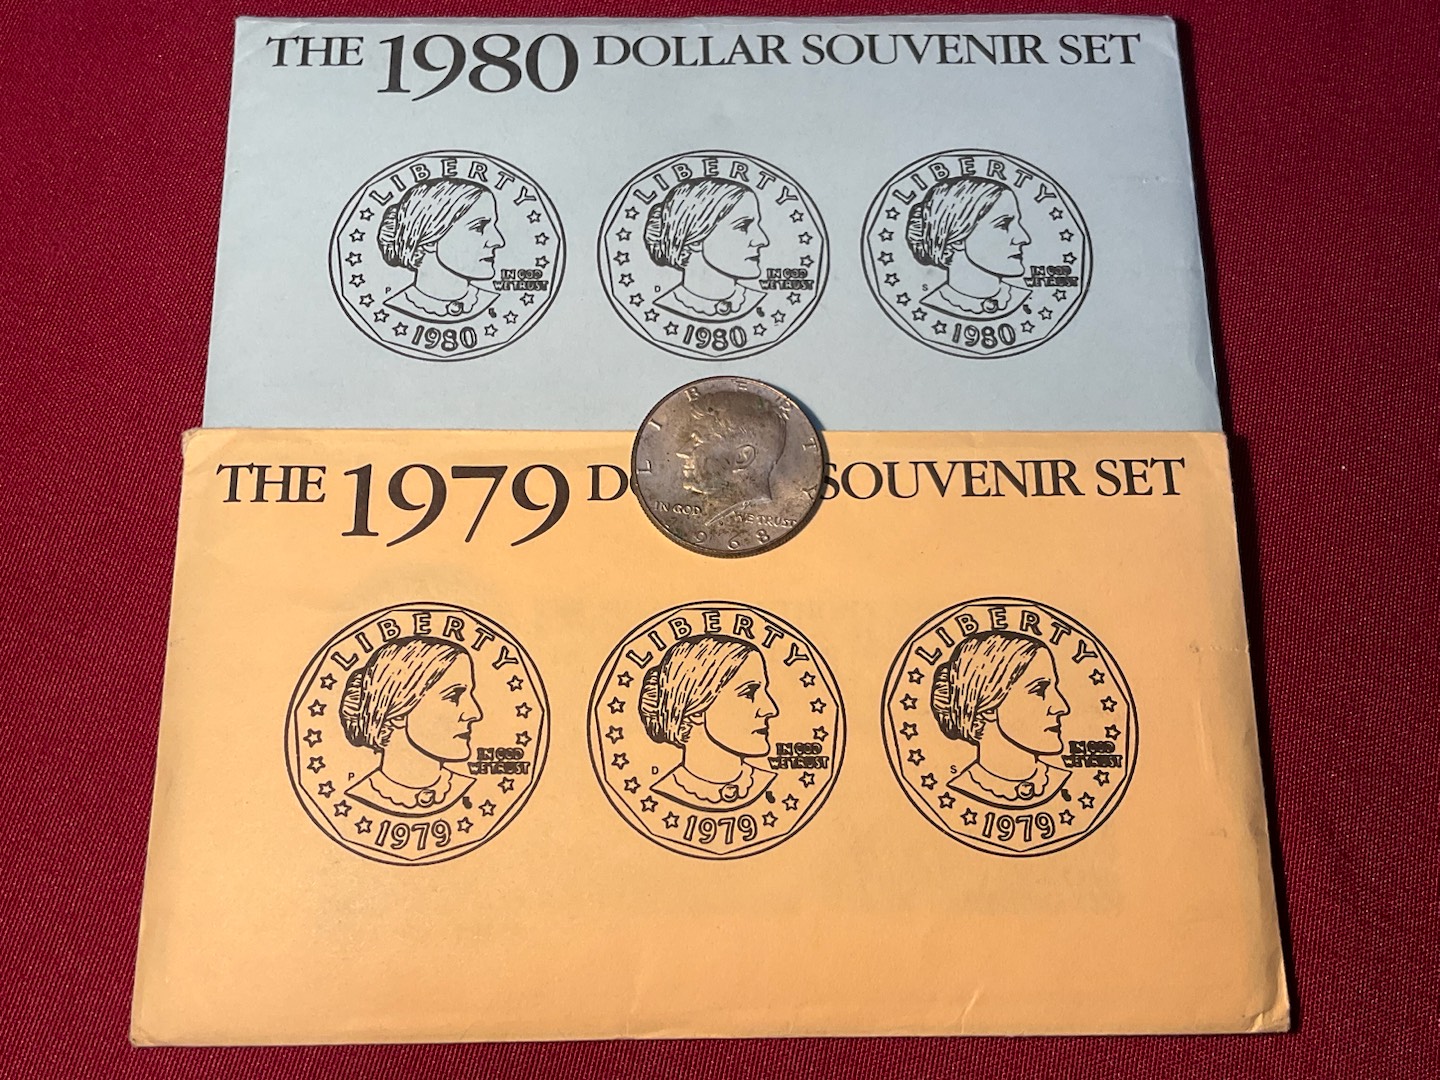 THE 1980 DOLLAR SOUVENIR SET
LIBERTY
IN GOD
WE TRUST
P
1980
LIBERTY
IN GOD
WE TRUST
D
1980
LIBERTY
IN GOD
WE TRUST
S
1980
LIBERTY
IN GOD WE TRUST
1968
THE 1979 DO SOUVENIR SET
LIBERTY
IN GOD
WE TRUST
P
1979
LIBERTY
IN GOD
WE TRUST
D
1979
LIBERTY
IN GOD
WE TRUST
S
1979